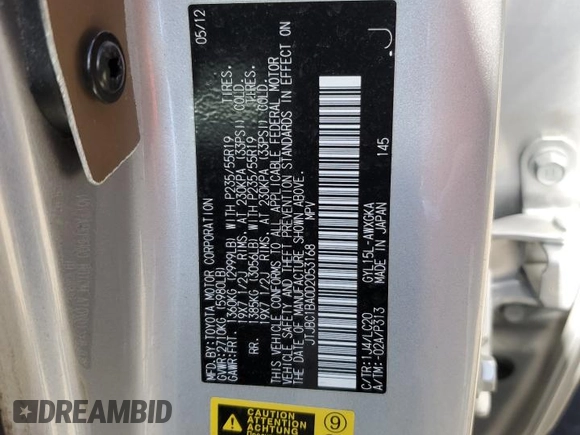 MFD. BY:TOYOTA MOTOR CORPORATION 05/12
GVWR:2710KG (5980LB)
GAWR:FRT. 1360KG (2999LB) WITH P235/55R19 TIRES,
19X7 1/2J RIMS, AT 230KPA (33PSI) COLD.
RR. 1385KG (3056LB) WITH P235/55R19 TIRES,
19X7 1/2J RIMS, AT 230KPA (33PSI) COLD.
THIS VEHICLE CONFORMS TO ALL APPLICABLE FEDERAL MOTOR
VEHICLE SAFETY AND THEFT PREVENTION STANDARDS IN EFFECT ON
THE DATE OF MANUFACTURE SHOWN ABOVE.
JTJBC1BA0D2053168 MPV
.J
C/TR:1J4/LC20 GYL15L-AWXGKA 145
A/TM:-02A/P313 MADE IN JAPAN
CAUTION
ATTENTION
ACHTUNG
9
DREAMBID